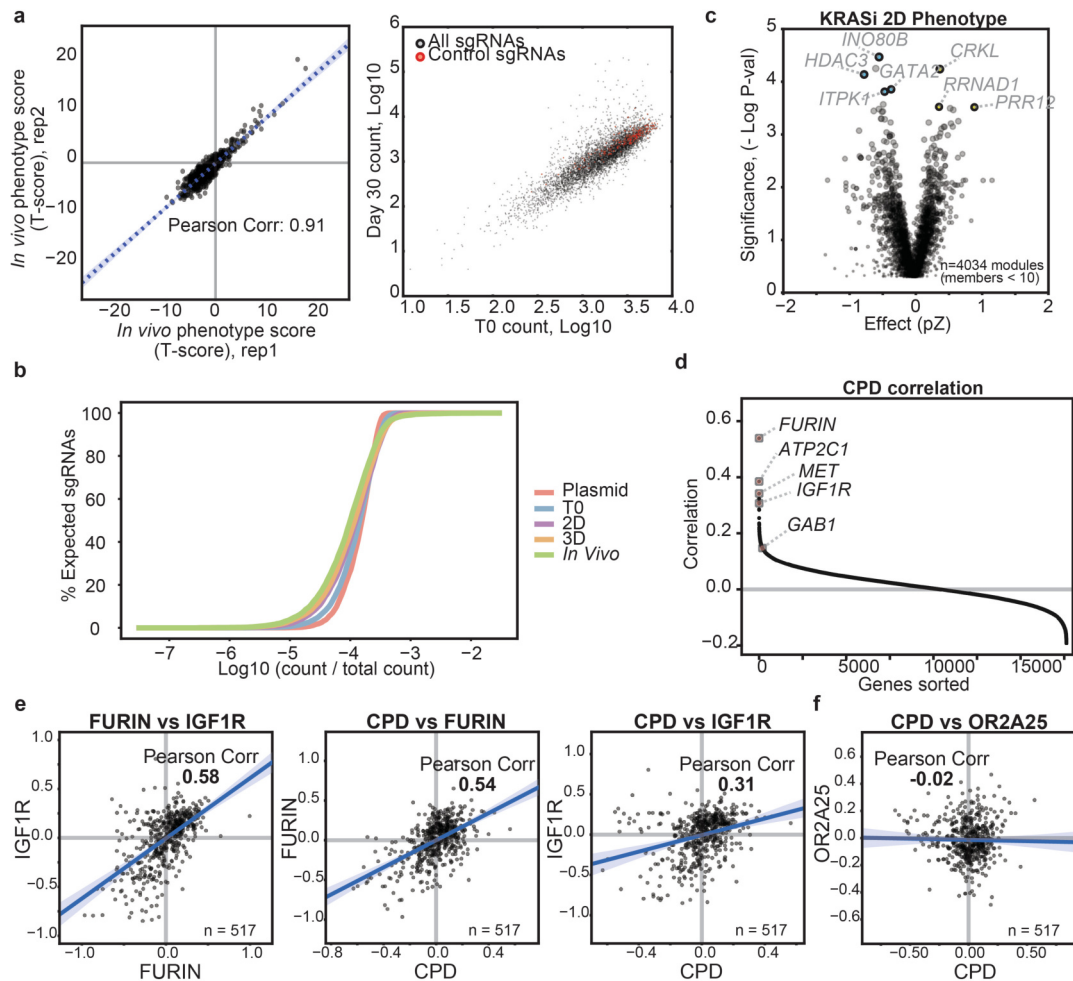 a
In vivo phenotype score
(T-score), rep2
20
10
0
−10
−20
Pearson Corr: 0.91
−20 −10 0 10 20
In vivo phenotype score
(T-score), rep1
Day 30 count, Log10
6
5
4
3
2
1
0
All sgRNAs
Control sgRNAs
1.0 1.5 2.0 2.5 3.0 3.5 4.0
T0 count, Log10
c
KRASi 2D Phenotype
Significance, (- Log P-val)
5
4
3
2
1
0
INO80B
HDAC3
GATA2
CRKL
ITPK1
RRNAD1
PRR12
n=4034 modules
(members < 10)
−2 −1 0 1 2
Effect (pZ)
b
% Expected sgRNAs
100
80
60
40
20
0
−7 −6 −5 −4 −3 −2
Log10 (count / total count)
Plasmid
T0
2D
3D
In Vivo
d
CPD correlation
Correlation
0.6
0.4
0.2
0.0
−0.2
FURIN
ATP2C1
MET
IGF1R
GAB1
0 5000 10000 15000
Genes sorted
e
FURIN vs IGF1R
IGF1R
1.0
0.5
0.0
−0.5
−1.0
Pearson Corr
0.58
n = 517
−1.0 0.0 1.0
FURIN
CPD vs FURIN
FURIN
1.0
0.5
0.0
−0.5
−1.0
Pearson Corr
0.54
n = 517
−0.8 −0.4 0.0 0.4
CPD
CPD vs IGF1R
IGF1R
1.0
0.5
0.0
−0.5
−1.0
Pearson Corr
0.31
n = 517
−0.4 0.0 0.4
CPD
f
CPD vs OR2A25
OR2A25
0.6
0.4
0.2
0.0
−0.2
−0.4
−0.6
Pearson Corr
-0.02
n = 517
−0.50 0.00 0.50
CPD